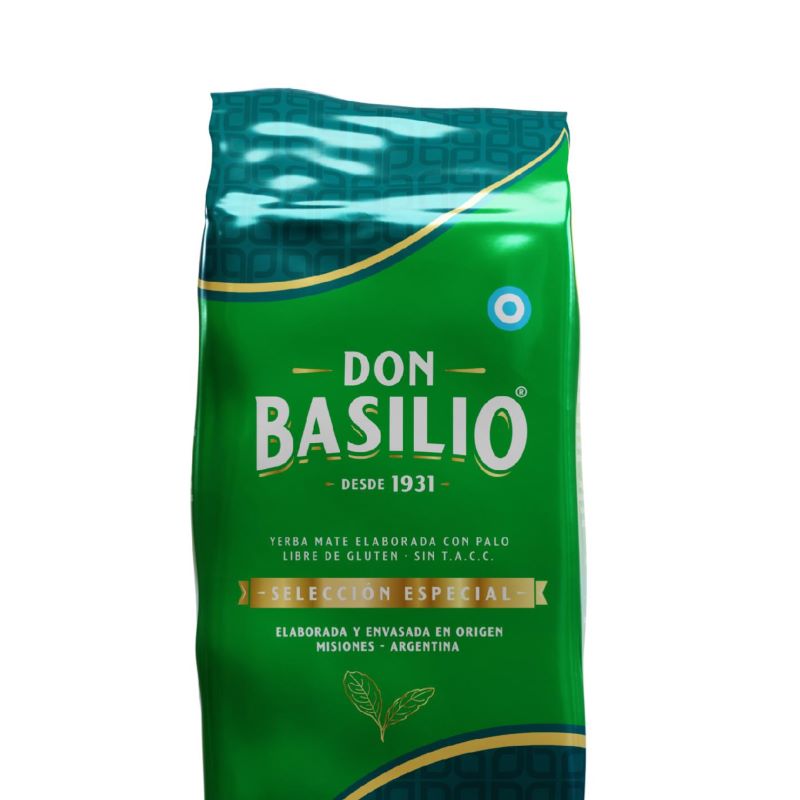 DON
BASILIO®
DESDE 1931
YERBA MATE ELABORADA CON PALO
LIBRE DE GLUTEN · SIN T.A.C.C.
- SELECCIÓN ESPECIAL -
ELABORADA Y ENVASADA EN ORIGEN
MISIONES - ARGENTINA